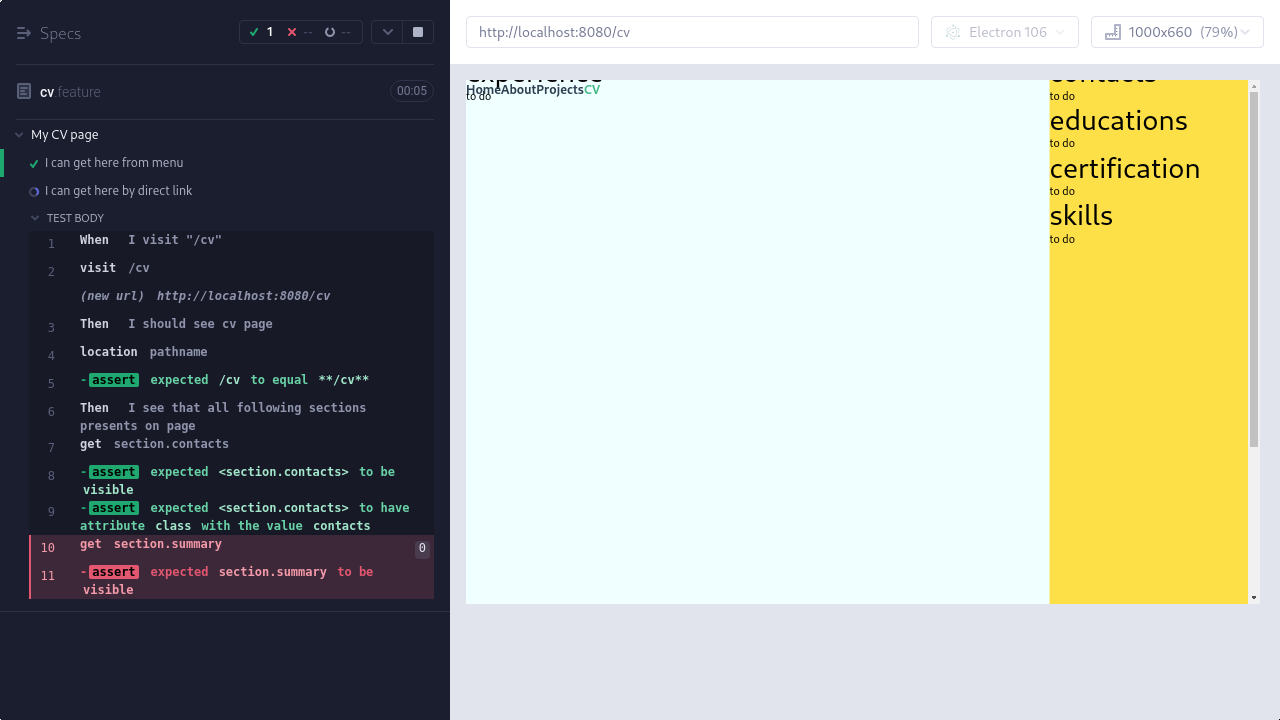 Specs
1
--
--
cv feature
00:05
My CV page
I can get here from menu
I can get here by direct link
TEST BODY
1 When I visit "/cv"
2 visit /cv
(new url) http://localhost:8080/cv
3 Then I should see cv page
4 location pathname
5 -assert expected /cv to equal **/cv**
6 Then I see that all following sections
presents on page
7 get section.contacts
8 -assert expected <section.contacts> to be
visible
9 -assert expected <section.contacts> to have
attribute class with the value contacts
10 get section.summary 0
11 -assert expected section.summary to be
visible
http://localhost:8080/cv
Electron 106
1000x660 (79%)
experience
HomeAboutProjectsCV
to do
contacts
to do
educations
to do
certification
to do
skills
to do